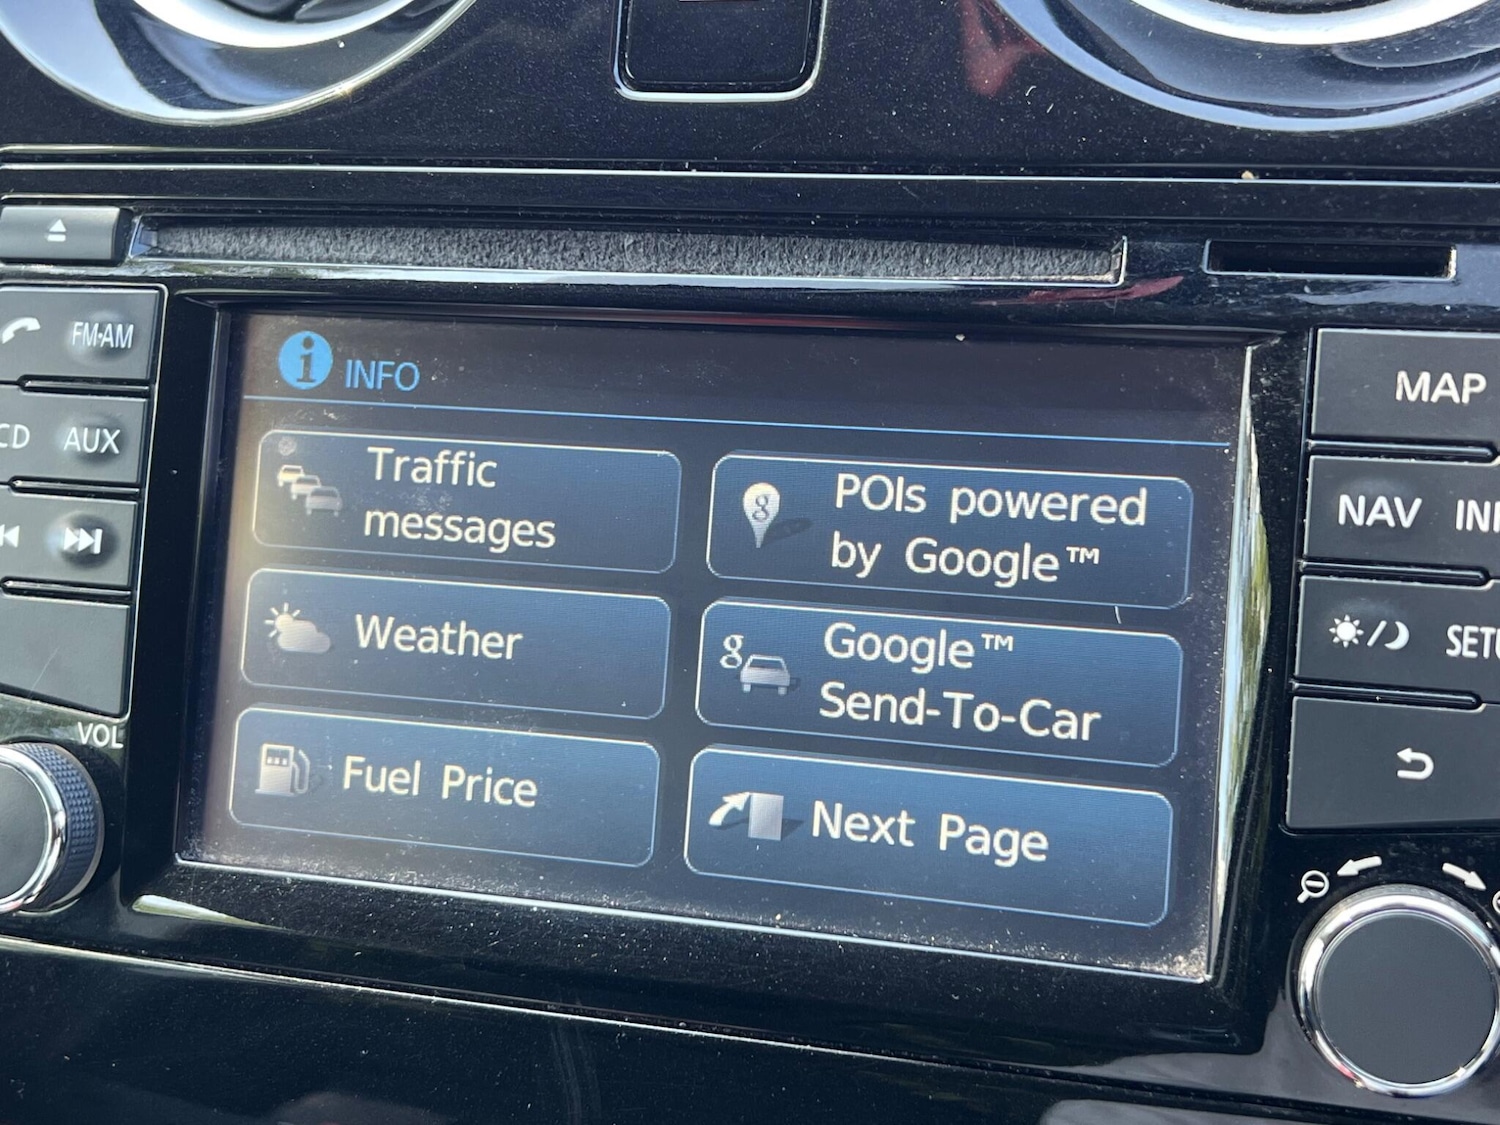 FM·AM
CD AUX
VOL
INFO
Traffic
messages
POIs powered
by Google™
Weather
Google™
Send-To-Car
Fuel Price
Next Page
MAP
NAV